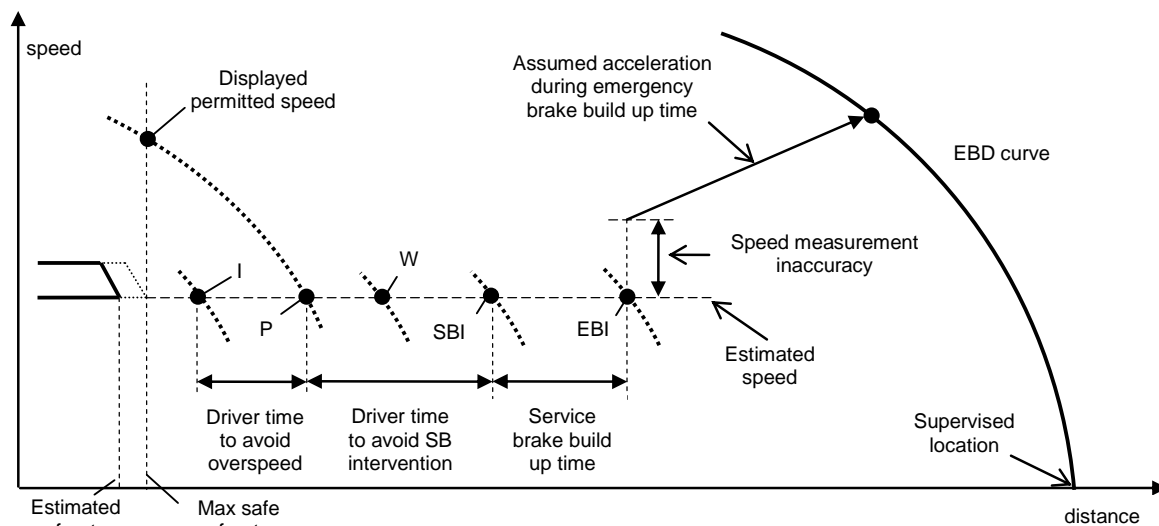 speed
Displayed
permitted speed
Assumed acceleration
during emergency
brake build up time
EBD curve
I
W
Speed measurement
inaccuracy
P
SBI
EBI
Estimated
speed
Driver time
to avoid
overspeed
Driver time
to avoid SB
intervention
Service
brake build
up time
Supervised
location
Estimated
Max safe
distance